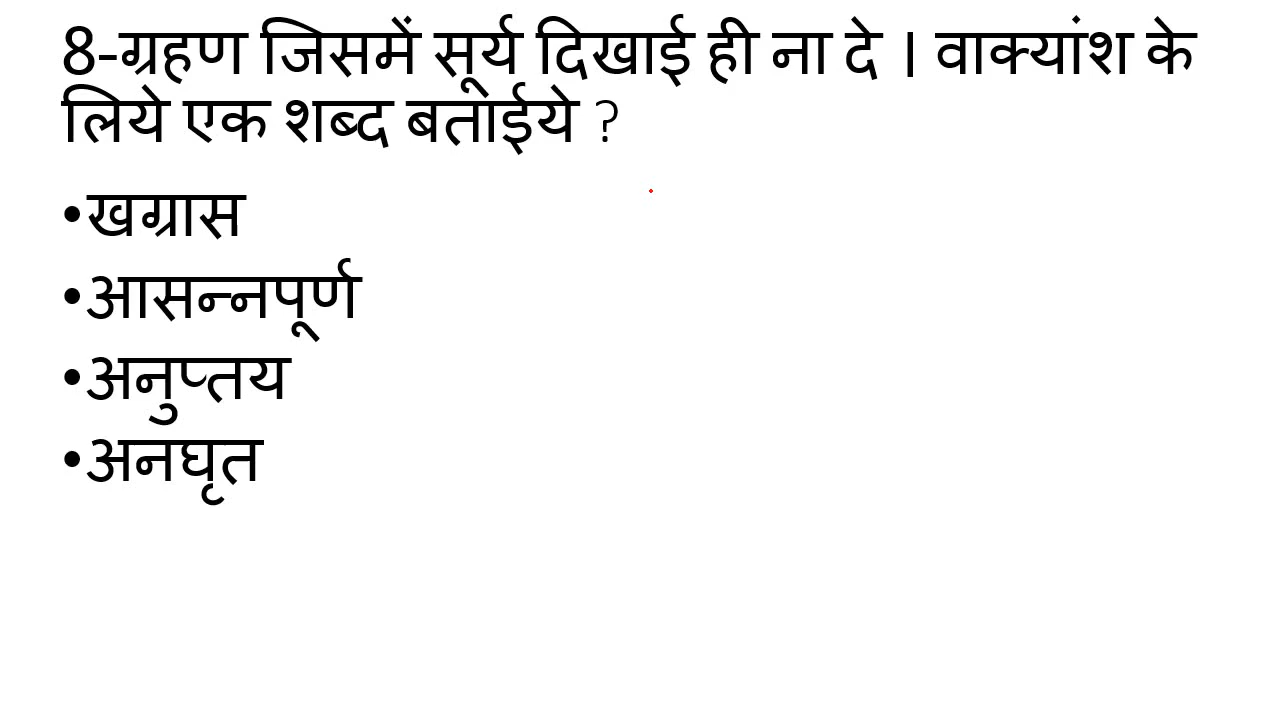 8-ग्रहण जिसमें सूर्य दिखाई ही ना दे । वाक्यांश के
लिये एक शब्द बताईये ?
•खग्रास
•आसन्नपूर्ण
•अनुप्तय
•अनघृत